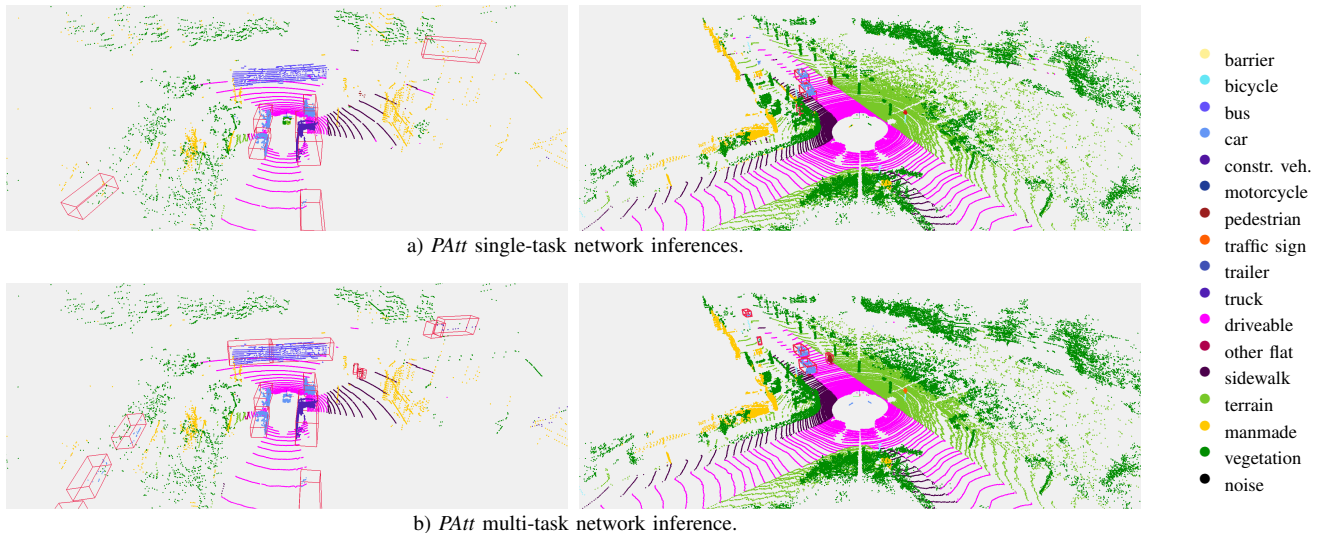 barrier
bicycle
bus
car
constr. veh.
motorcycle
pedestrian
traffic sign
trailer
truck
driveable
other flat
sidewalk
terrain
manmade
vegetation
noise
a) PAtt single-task network inferences.
b) PAtt multi-task network inference.